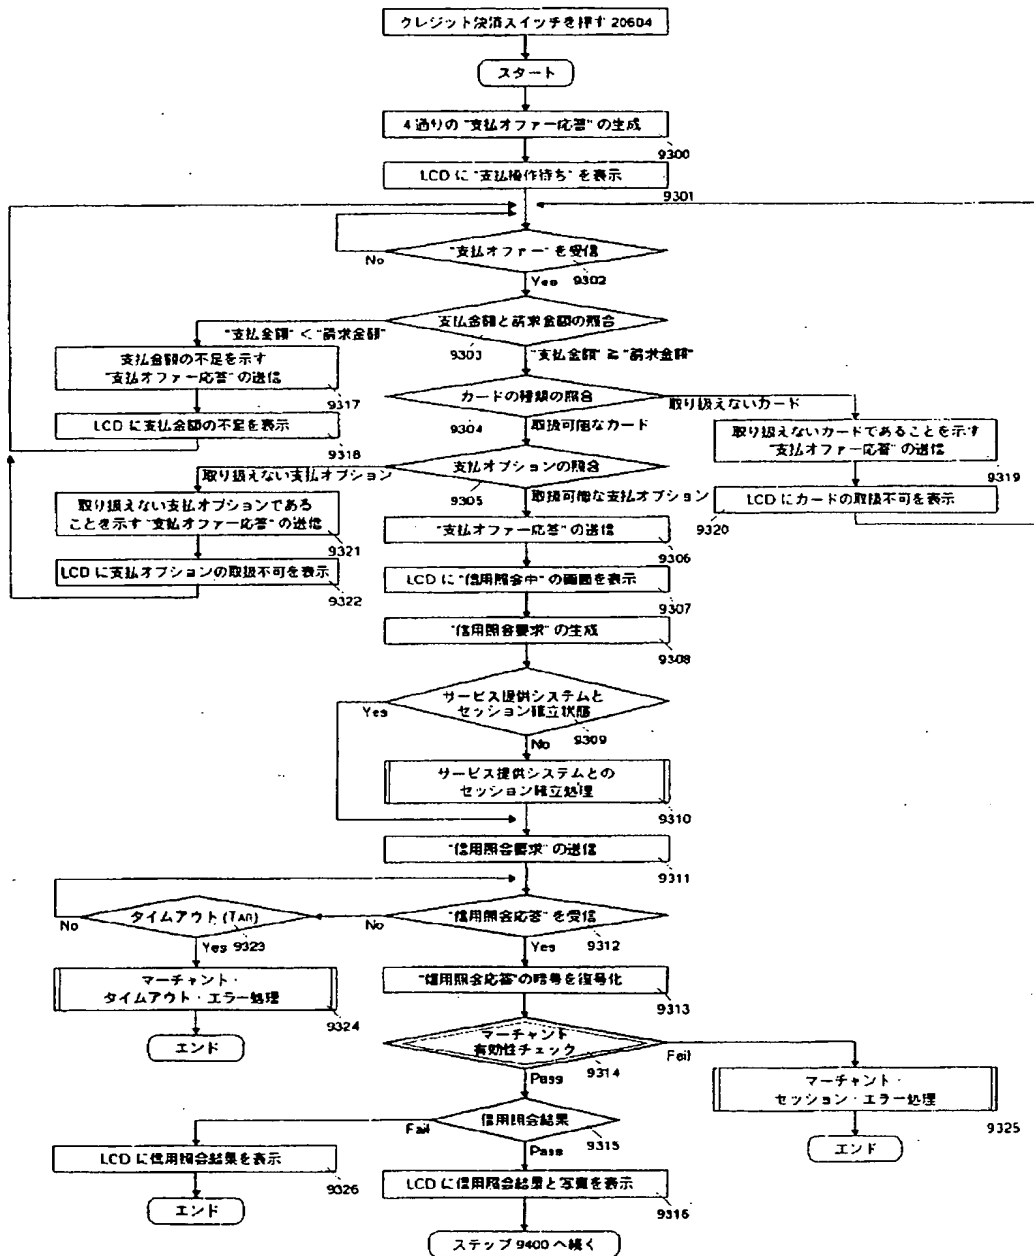 クレジット決済スイッチを押す 20604
スタート
4通りの"支払オファー応答"の生成
9300
LCDに"支払操作待ち"を表示
9301
"支払オファー"を受信
No
Yes
9302
支払金額と請求金額の照合
"支払金額" < "請求金額"
9303
"支払金額" ≧ "請求金額"
支払金額の不足を示す
"支払オファー応答"の送信
9317
カードの種類の照合
取り扱えないカード
9304
取扱可能なカード
LCDに支払金額の不足を表示
9318
取り扱えないカードであることを示す
"支払オファー応答"の送信
9319
支払オプションの照合
取り扱えない支払オプション
9305
取扱可能な支払オプション
LCDにカードの取扱不可を表示
9320
取り扱えない支払オプションである
ことを示す"支払オファー応答"の送信
9321
"支払オファー応答"の送信
9306
LCDに支払オプションの取扱不可を表示
9322
LCDに"信用照会中"の画面を表示
9307
"信用照会要求"の生成
9308
サービス提供システムと
セッション確立状態
Yes
9309
No
サービス提供システムとの
セッション確立処理
9310
"信用照会要求"の送信
9311
タイムアウト(TAR)
No
Yes
9323
"信用照会応答"を受信
No
9312
Yes
マーチャント・
タイムアウト・エラー処理
9324
エンド
"信用照会応答"の暗号を復号化
9313
マーチャント
有効性チェック
Fail
9314
Pass
マーチャント・
セッション・エラー処理
9325
エンド
信用照会結果
Fail
9315
Pass
LCDに信用照会結果を表示
9326
エンド
LCDに信用照会結果と写真を表示
9316
ステップ9400へ続く